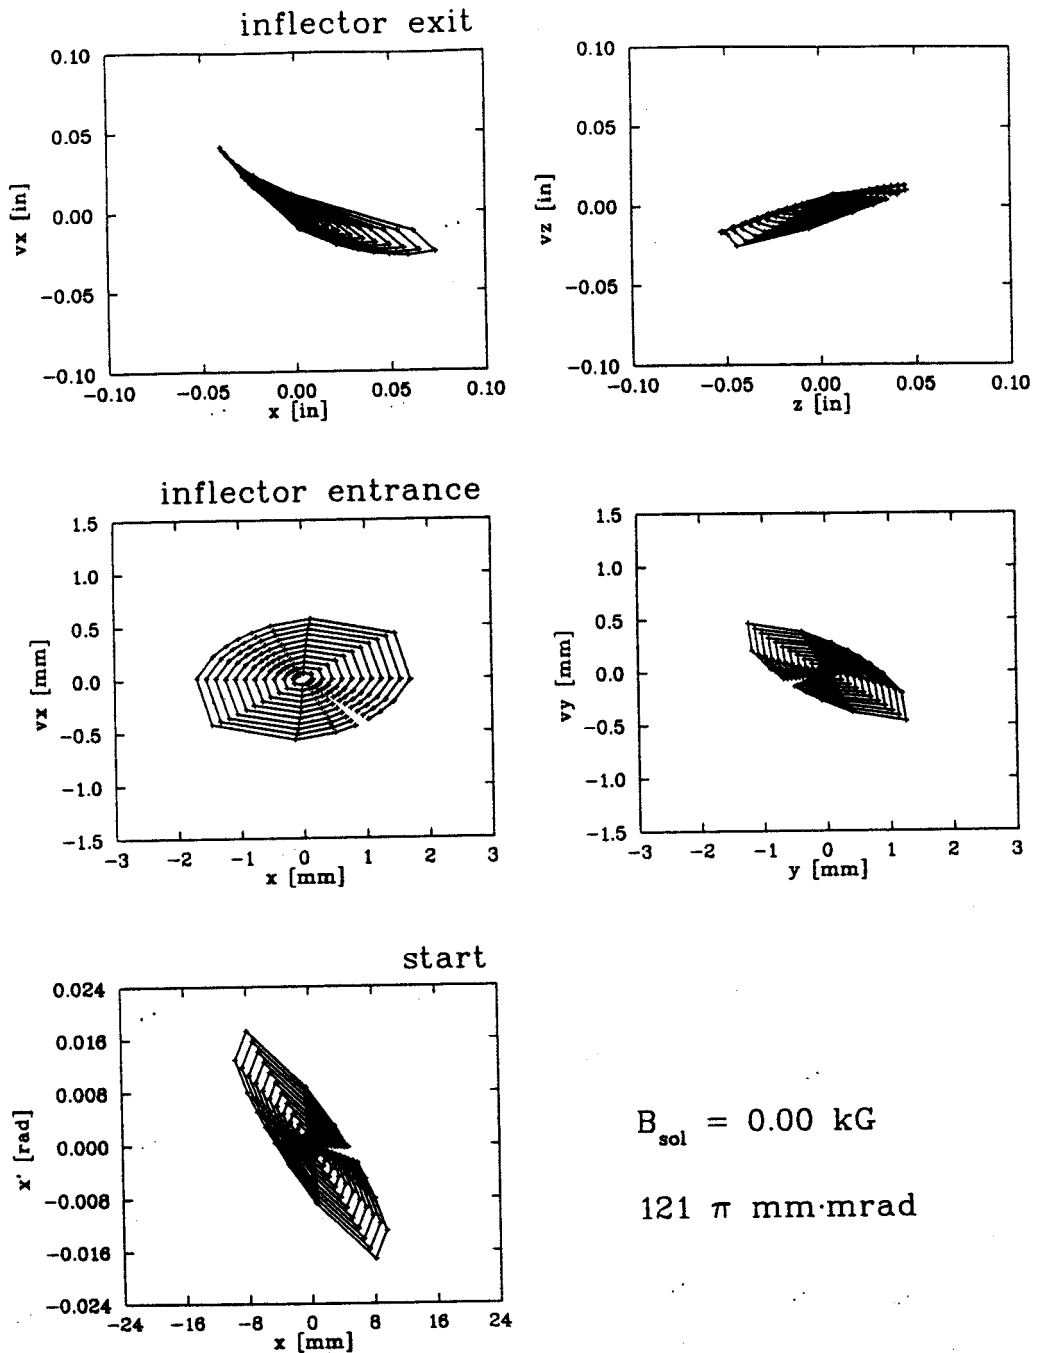 inflector exit
0.10
0.05
0.00
-0.05
-0.10
vx [in]
-0.10 -0.05 0.00 0.05 0.10
x [in]
0.10
0.05
0.00
-0.05
-0.10
vz [in]
-0.10 -0.05 0.00 0.05 0.10
z [in]
inflector entrance
1.5
1.0
0.5
0.0
-0.5
-1.0
-1.5
vx [mm]
-3 -2 -1 0 1 2 3
x [mm]
1.5
1.0
0.5
0.0
-0.5
-1.0
-1.5
vy [mm]
-3 -2 -1 0 1 2 3
y [mm]
start
0.024
0.016
0.008
0.000
-0.008
-0.016
-0.024
x' [rad]
-24 -16 -8 0 8 16 24
x [mm]
B_sol = 0.00 kG
121 π mm·mrad